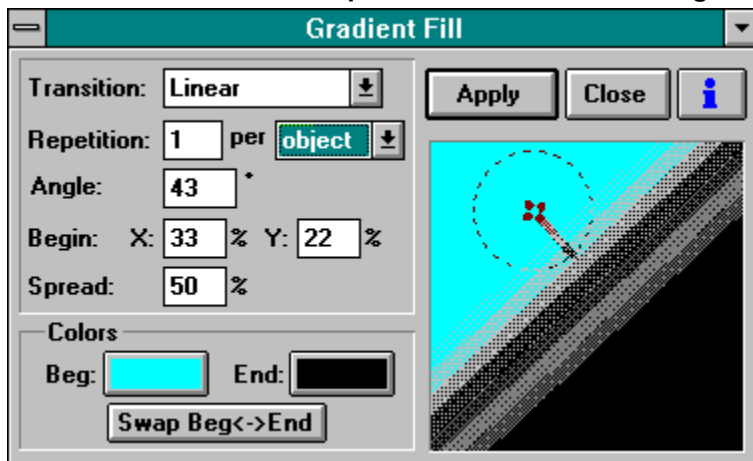 Gradient Fill
Transition: Linear
Apply Close i
Repetition: 1 per object
Angle: 43 °
Begin: X: 33 % Y: 22 %
Spread: 50 %
Colors
Beg: End:
Swap Beg<->End